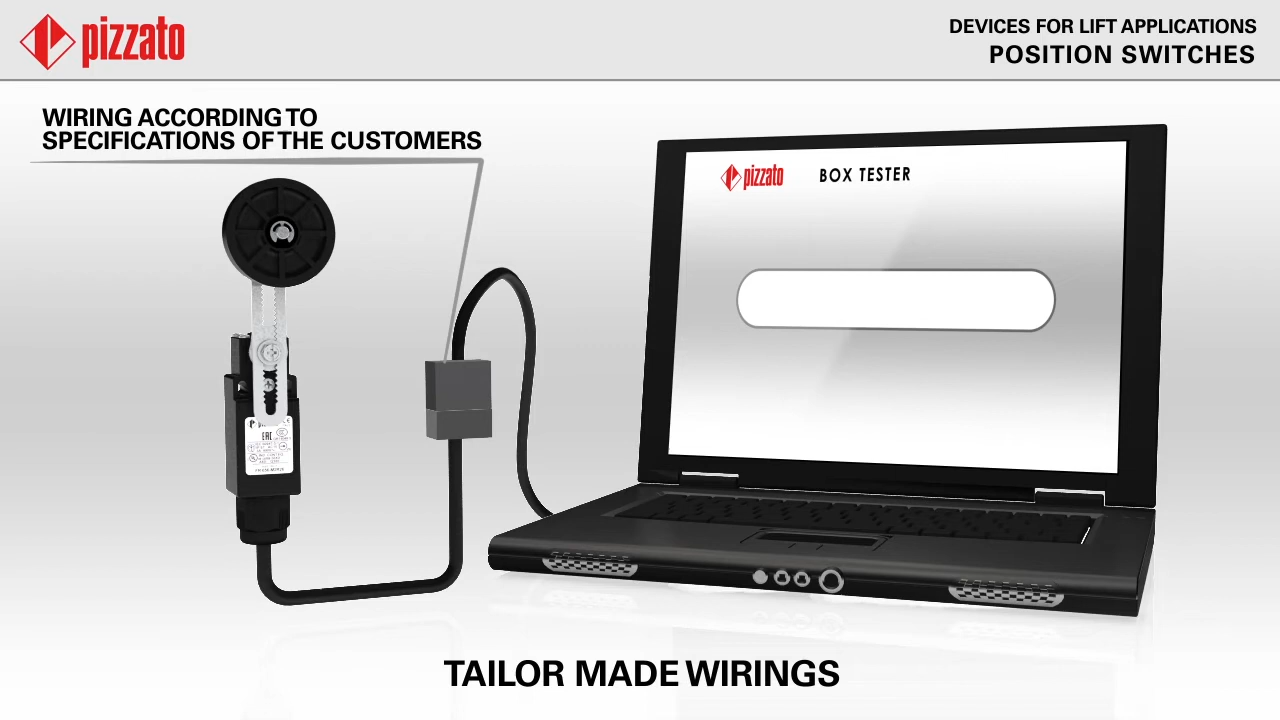 pizzato
DEVICES FOR LIFT APPLICATIONS
POSITION SWITCHES
WIRING ACCORDING TO
SPECIFICATIONS OF THE CUSTOMERS
pizzato BOX TESTER
EAC
TAILOR MADE WIRINGS